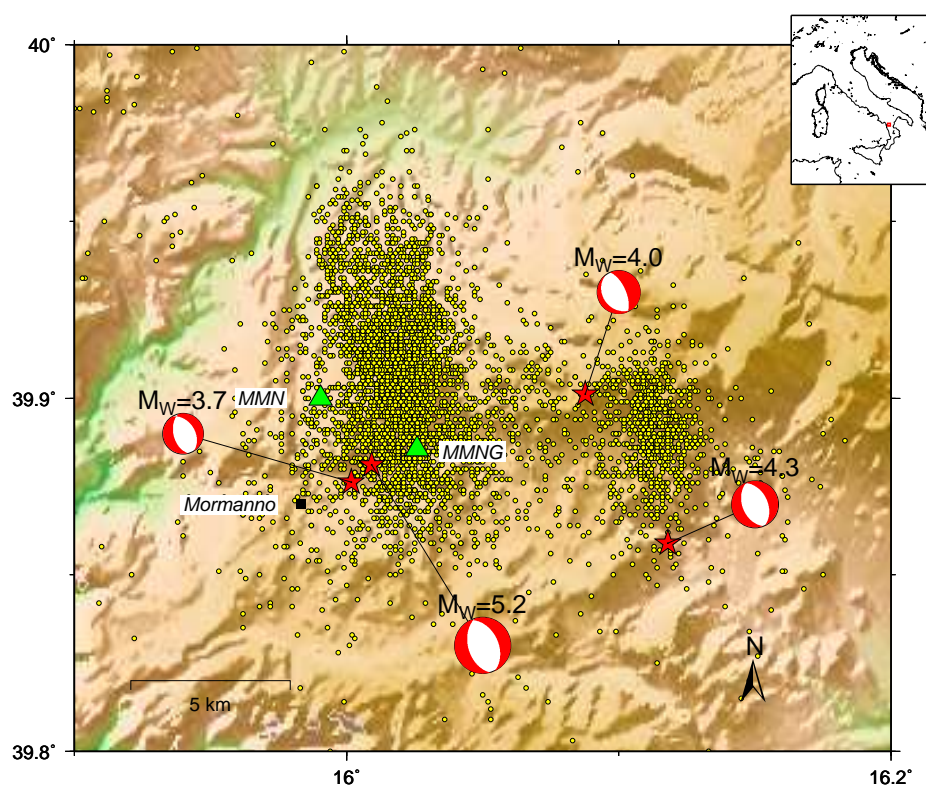 40˚
M_W=4.0
39.9
M_W=3.7
MMN
MMNG
M_W=4.3
Mormanno
M_W=5.2
N
5 km
39.8
16˚
16.2˚